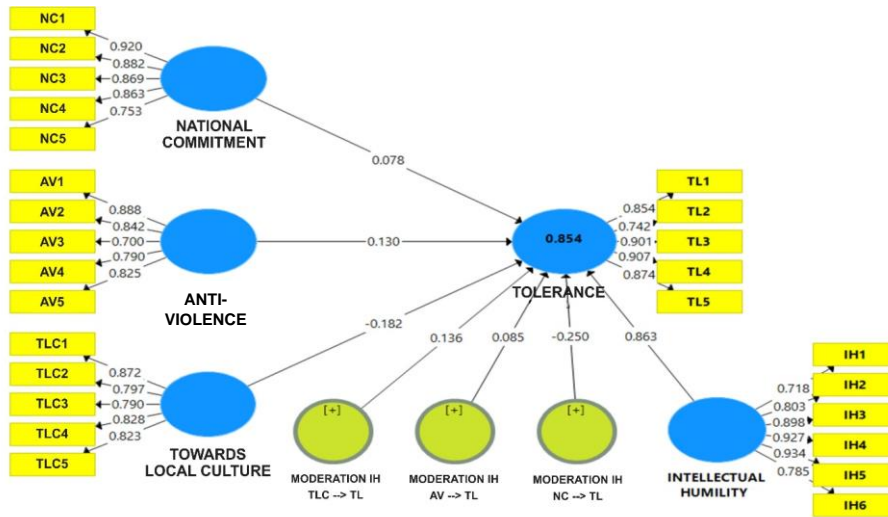 NC1
NC2
NC3
NC4
NC5
0.920
0.882
0.869
0.863
0.753
NATIONAL
COMMITMENT
0.078
AV1
AV2
AV3
AV4
AV5
0.888
0.842
0.700
0.790
0.825
ANTI-
VIOLENCE
0.130
0.854
TOLERANCE
0.854
0.742
0.901
0.907
0.874
TL1
TL2
TL3
TL4
TL5
TLC1
TLC2
TLC3
TLC4
TLC5
0.872
0.797
0.790
0.828
0.823
TOWARDS
LOCAL CULTURE
-0.182
0.136
0.085
-0.250
0.863
[+]
MODERATION IH
TLC --> TL
[+]
MODERATION IH
AV --> TL
[+]
MODERATION IH
NC --> TL
INTELLECTUAL
HUMILITY
0.718
0.803
0.898
0.927
0.934
0.785
IH1
IH2
IH3
IH4
IH5
IH6